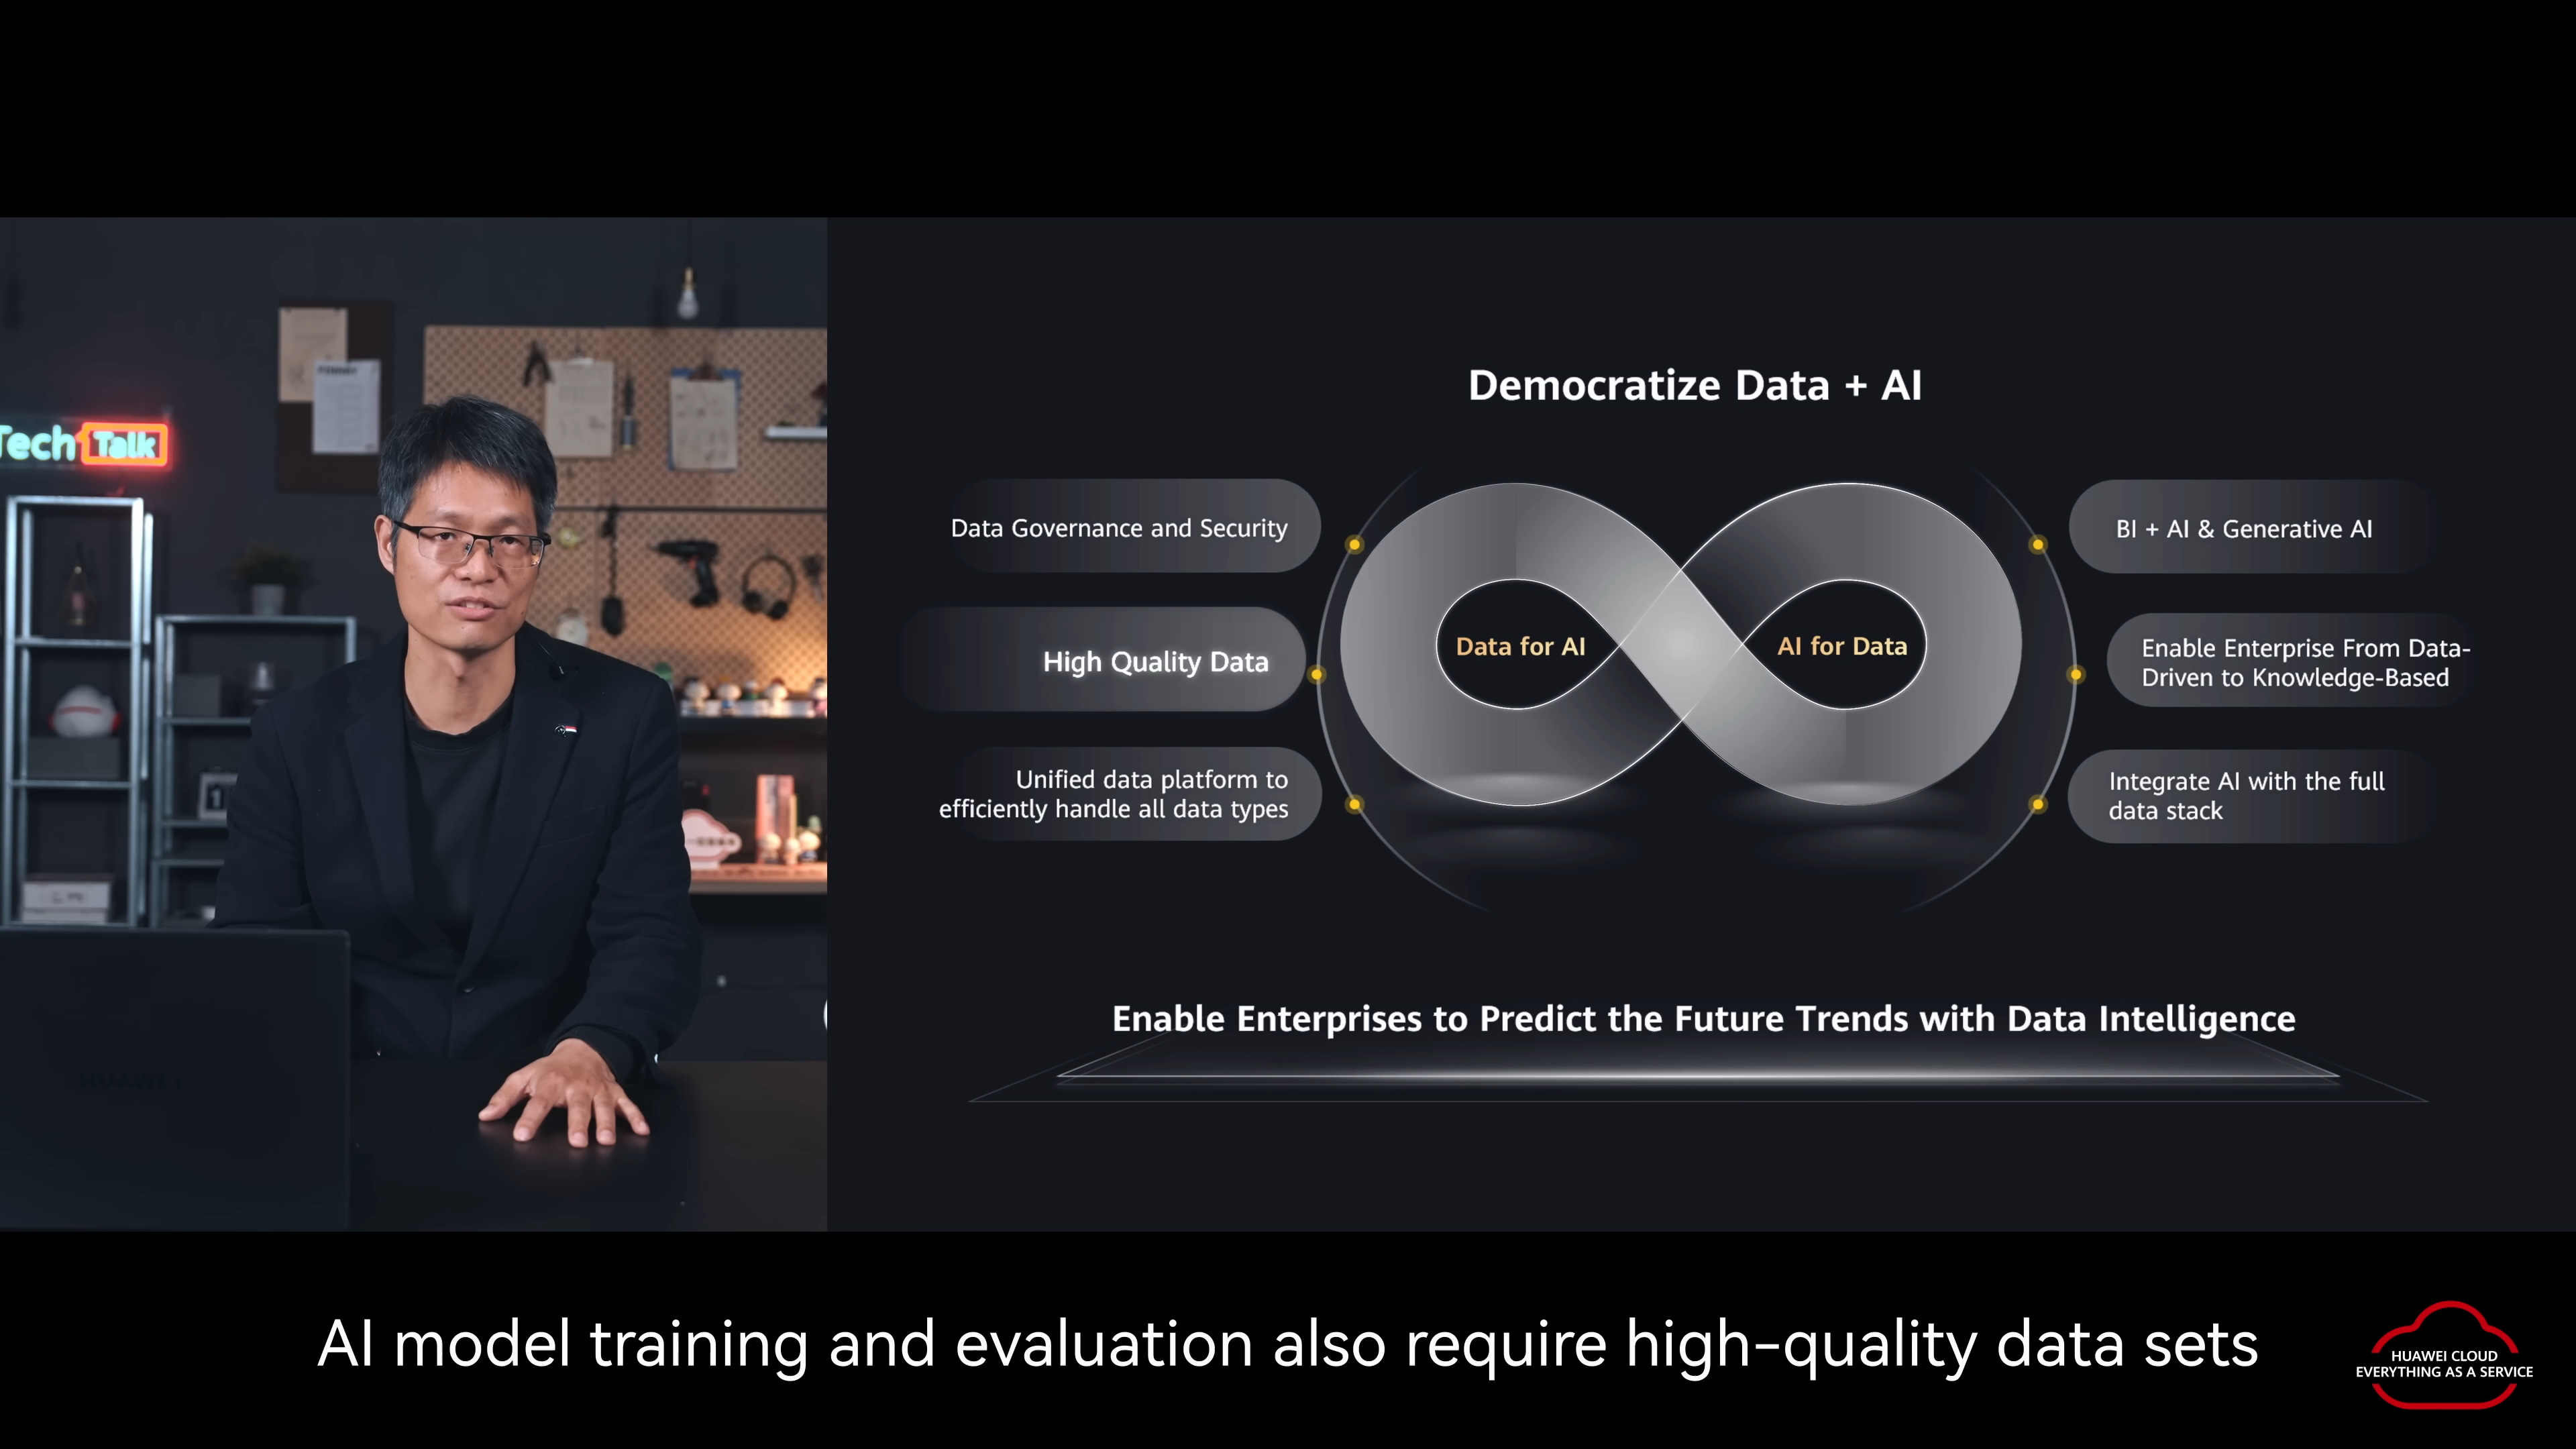 Tech Talk
Democratize Data + AI
Data Governance and Security
High Quality Data
Unified data platform to
efficiently handle all data types
Data for AI
AI for Data
BI + AI & Generative AI
Enable Enterprise From Data-
Driven to Knowledge-Based
Integrate AI with the full
data stack
Enable Enterprises to Predict the Future Trends with Data Intelligence
AI model training and evaluation also require high-quality data sets
HUAWEI CLOUD
EVERYTHING AS A SERVICE